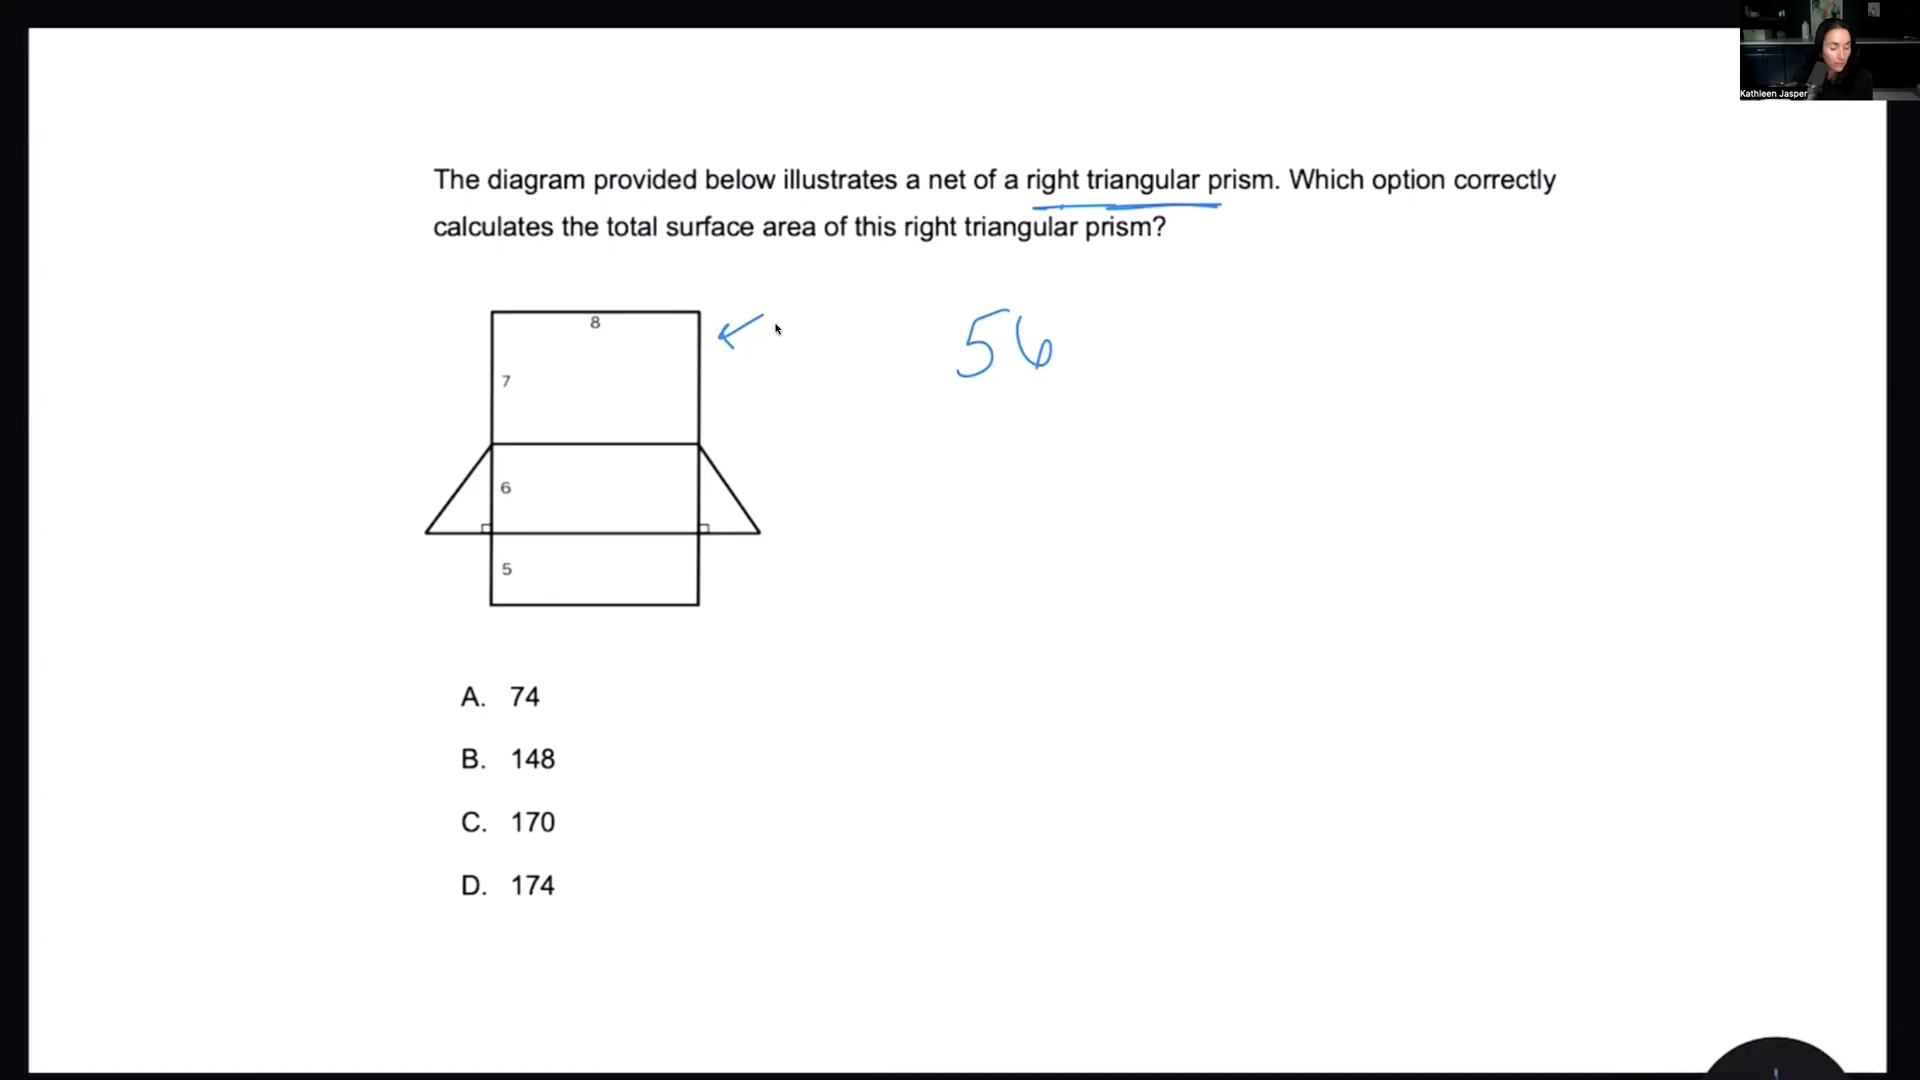 Kathleen Jasper
The diagram provided below illustrates a net of a right triangular prism. Which option correctly
calculates the total surface area of this right triangular prism?
8
56
7
6
5
A. 74
B. 148
C. 170
D. 174